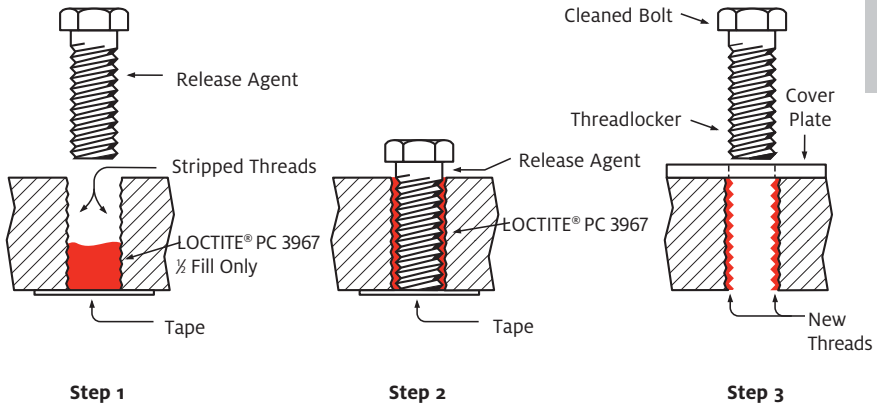 Release Agent
Stripped Threads
LOCTITE® PC 3967
½ Fill Only
Tape
Step 1
Release Agent
LOCTITE® PC 3967
Tape
Step 2
Cleaned Bolt
Threadlocker
Cover
Plate
New
Threads
Step 3